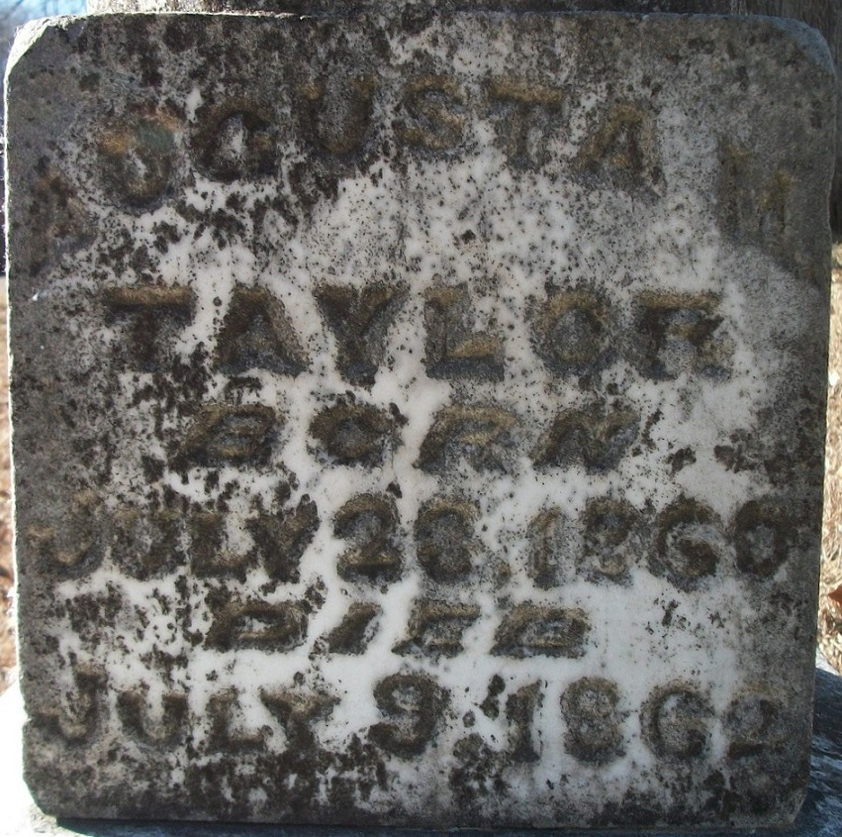 AUGUSTA M
TAYLOR
BORN
JULY 28, 1860
DIED
JULY 9, 1862